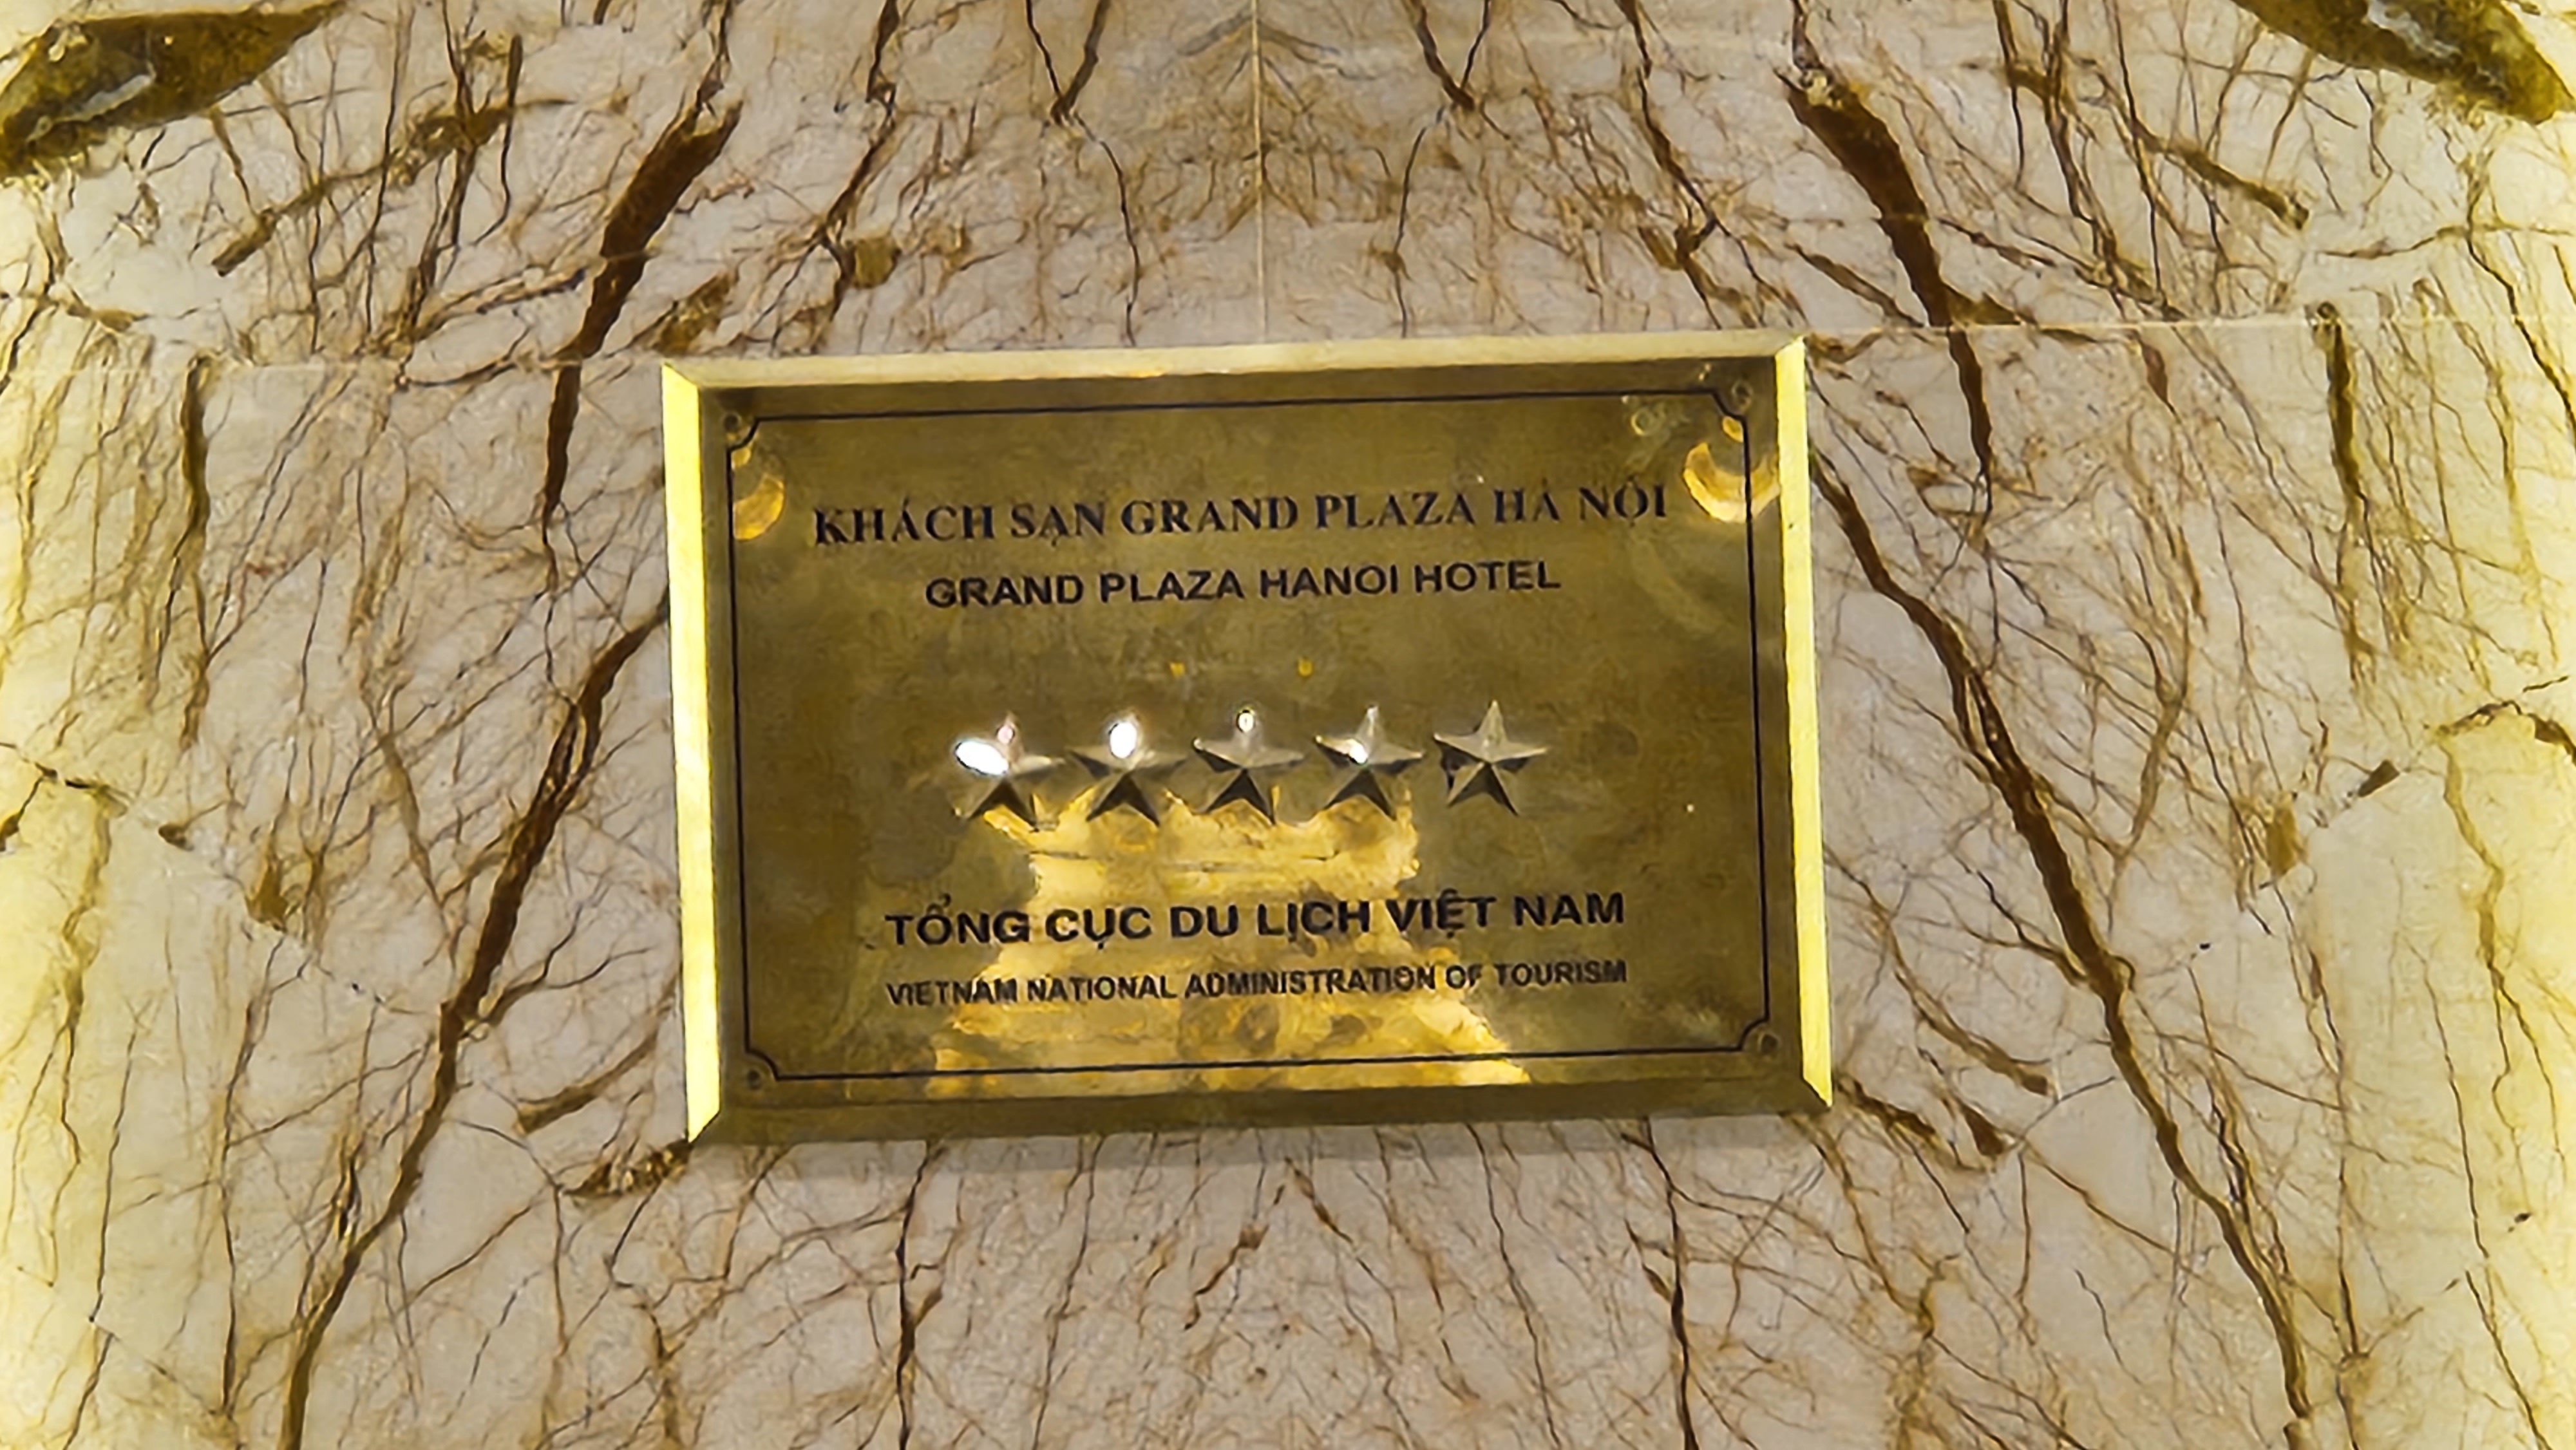 KHÁCH SẠN GRAND PLAZA HÀ NỘI
GRAND PLAZA HANOI HOTEL
TỔNG CỤC DU LỊCH VIỆT NAM
VIETNAM NATIONAL ADMINISTRATION OF TOURISM